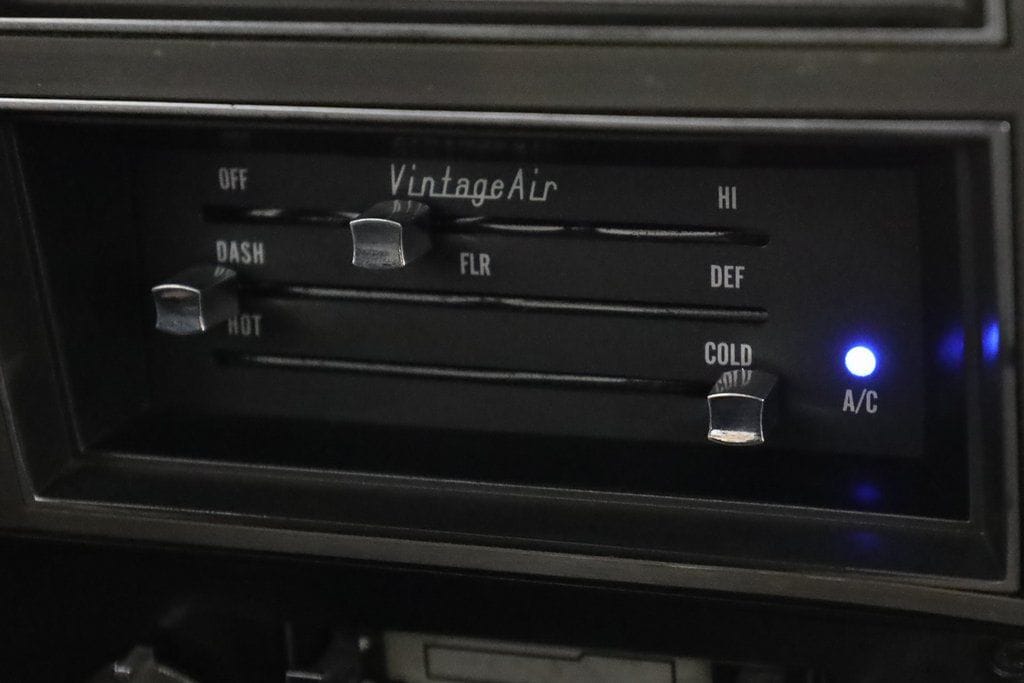 OFF VintageAir HI
DASH FLR DEF
HOT COLD
A/C